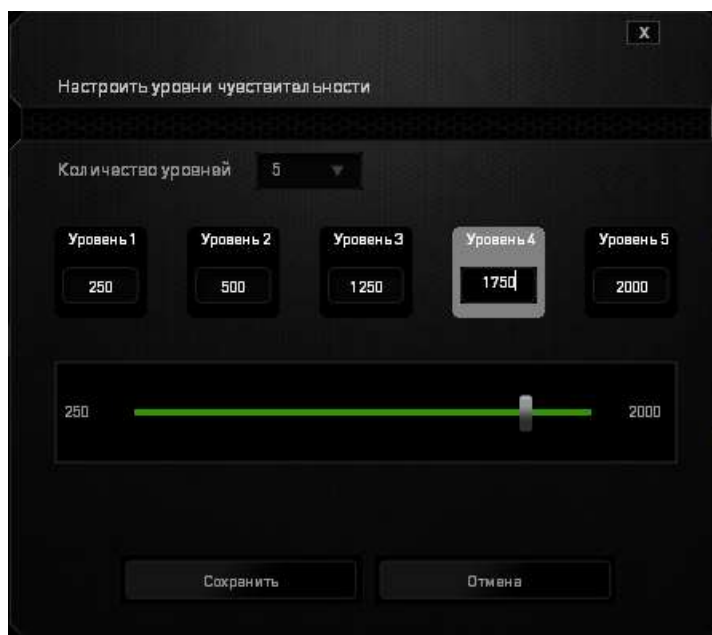 X
Настроить уровни чувствительности
Количество уровней 5
Уровень 1 Уровень 2 Уровень 3 Уровень 4 Уровень 5
250 500 1250 1750 2000
250 2000
Сохранить Отмена